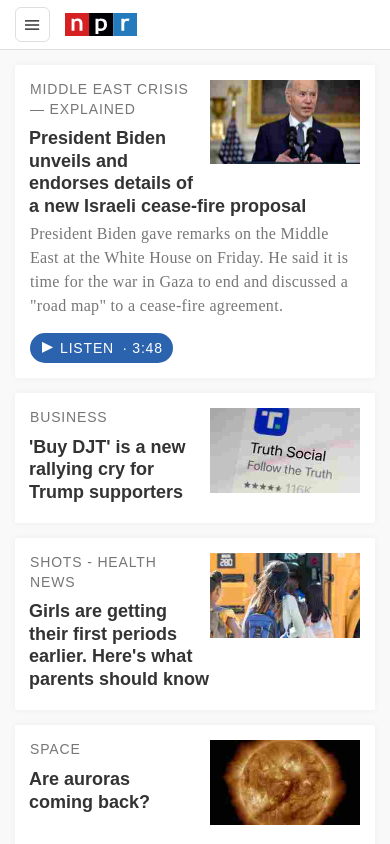 npr
MIDDLE EAST CRISIS
— EXPLAINED
President Biden
unveils and
endorses details of
a new Israeli cease-fire proposal
President Biden gave remarks on the Middle
East at the White House on Friday. He said it is
time for the war in Gaza to end and discussed a
"road map" to a cease-fire agreement.
LISTEN · 3:48
BUSINESS
'Buy DJT' is a new
rallying cry for
Trump supporters
T.
Truth Social
Follow the Truth
116K
SHOTS - HEALTH
NEWS
Girls are getting
their first periods
earlier. Here's what
parents should know
280
SPACE
Are auroras
coming back?